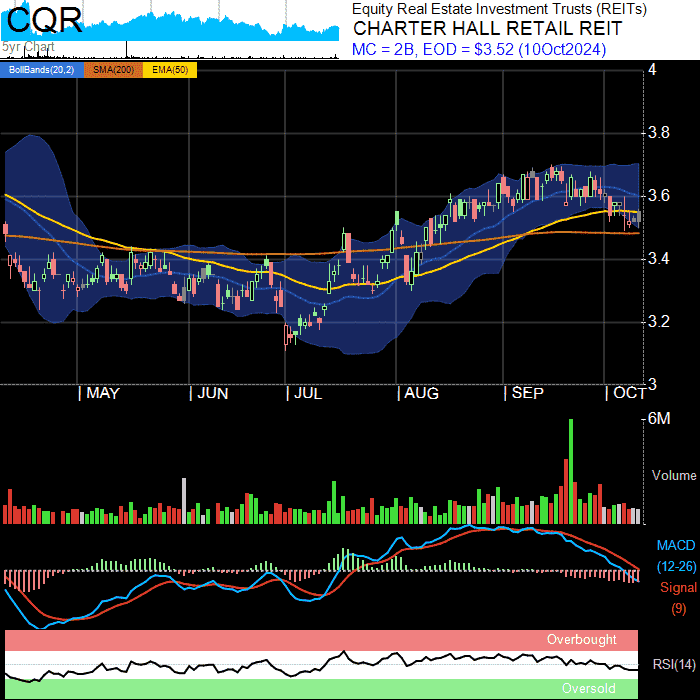 CQR
5yr Chart
Equity Real Estate Investment Trusts (REITs)
CHARTER HALL RETAIL REIT
MC = 2B, EOD = $3.52 (10Oct2024)
BollBands(20,2) SMA(200) EMA(50)
4
3.8
3.6
3.4
3.2
3
| MAY | JUN | JUL | AUG | SEP | OCT
6M
Volume
MACD
(12-26)
Signal
(9)
Overbought
RSI(14)
Oversold